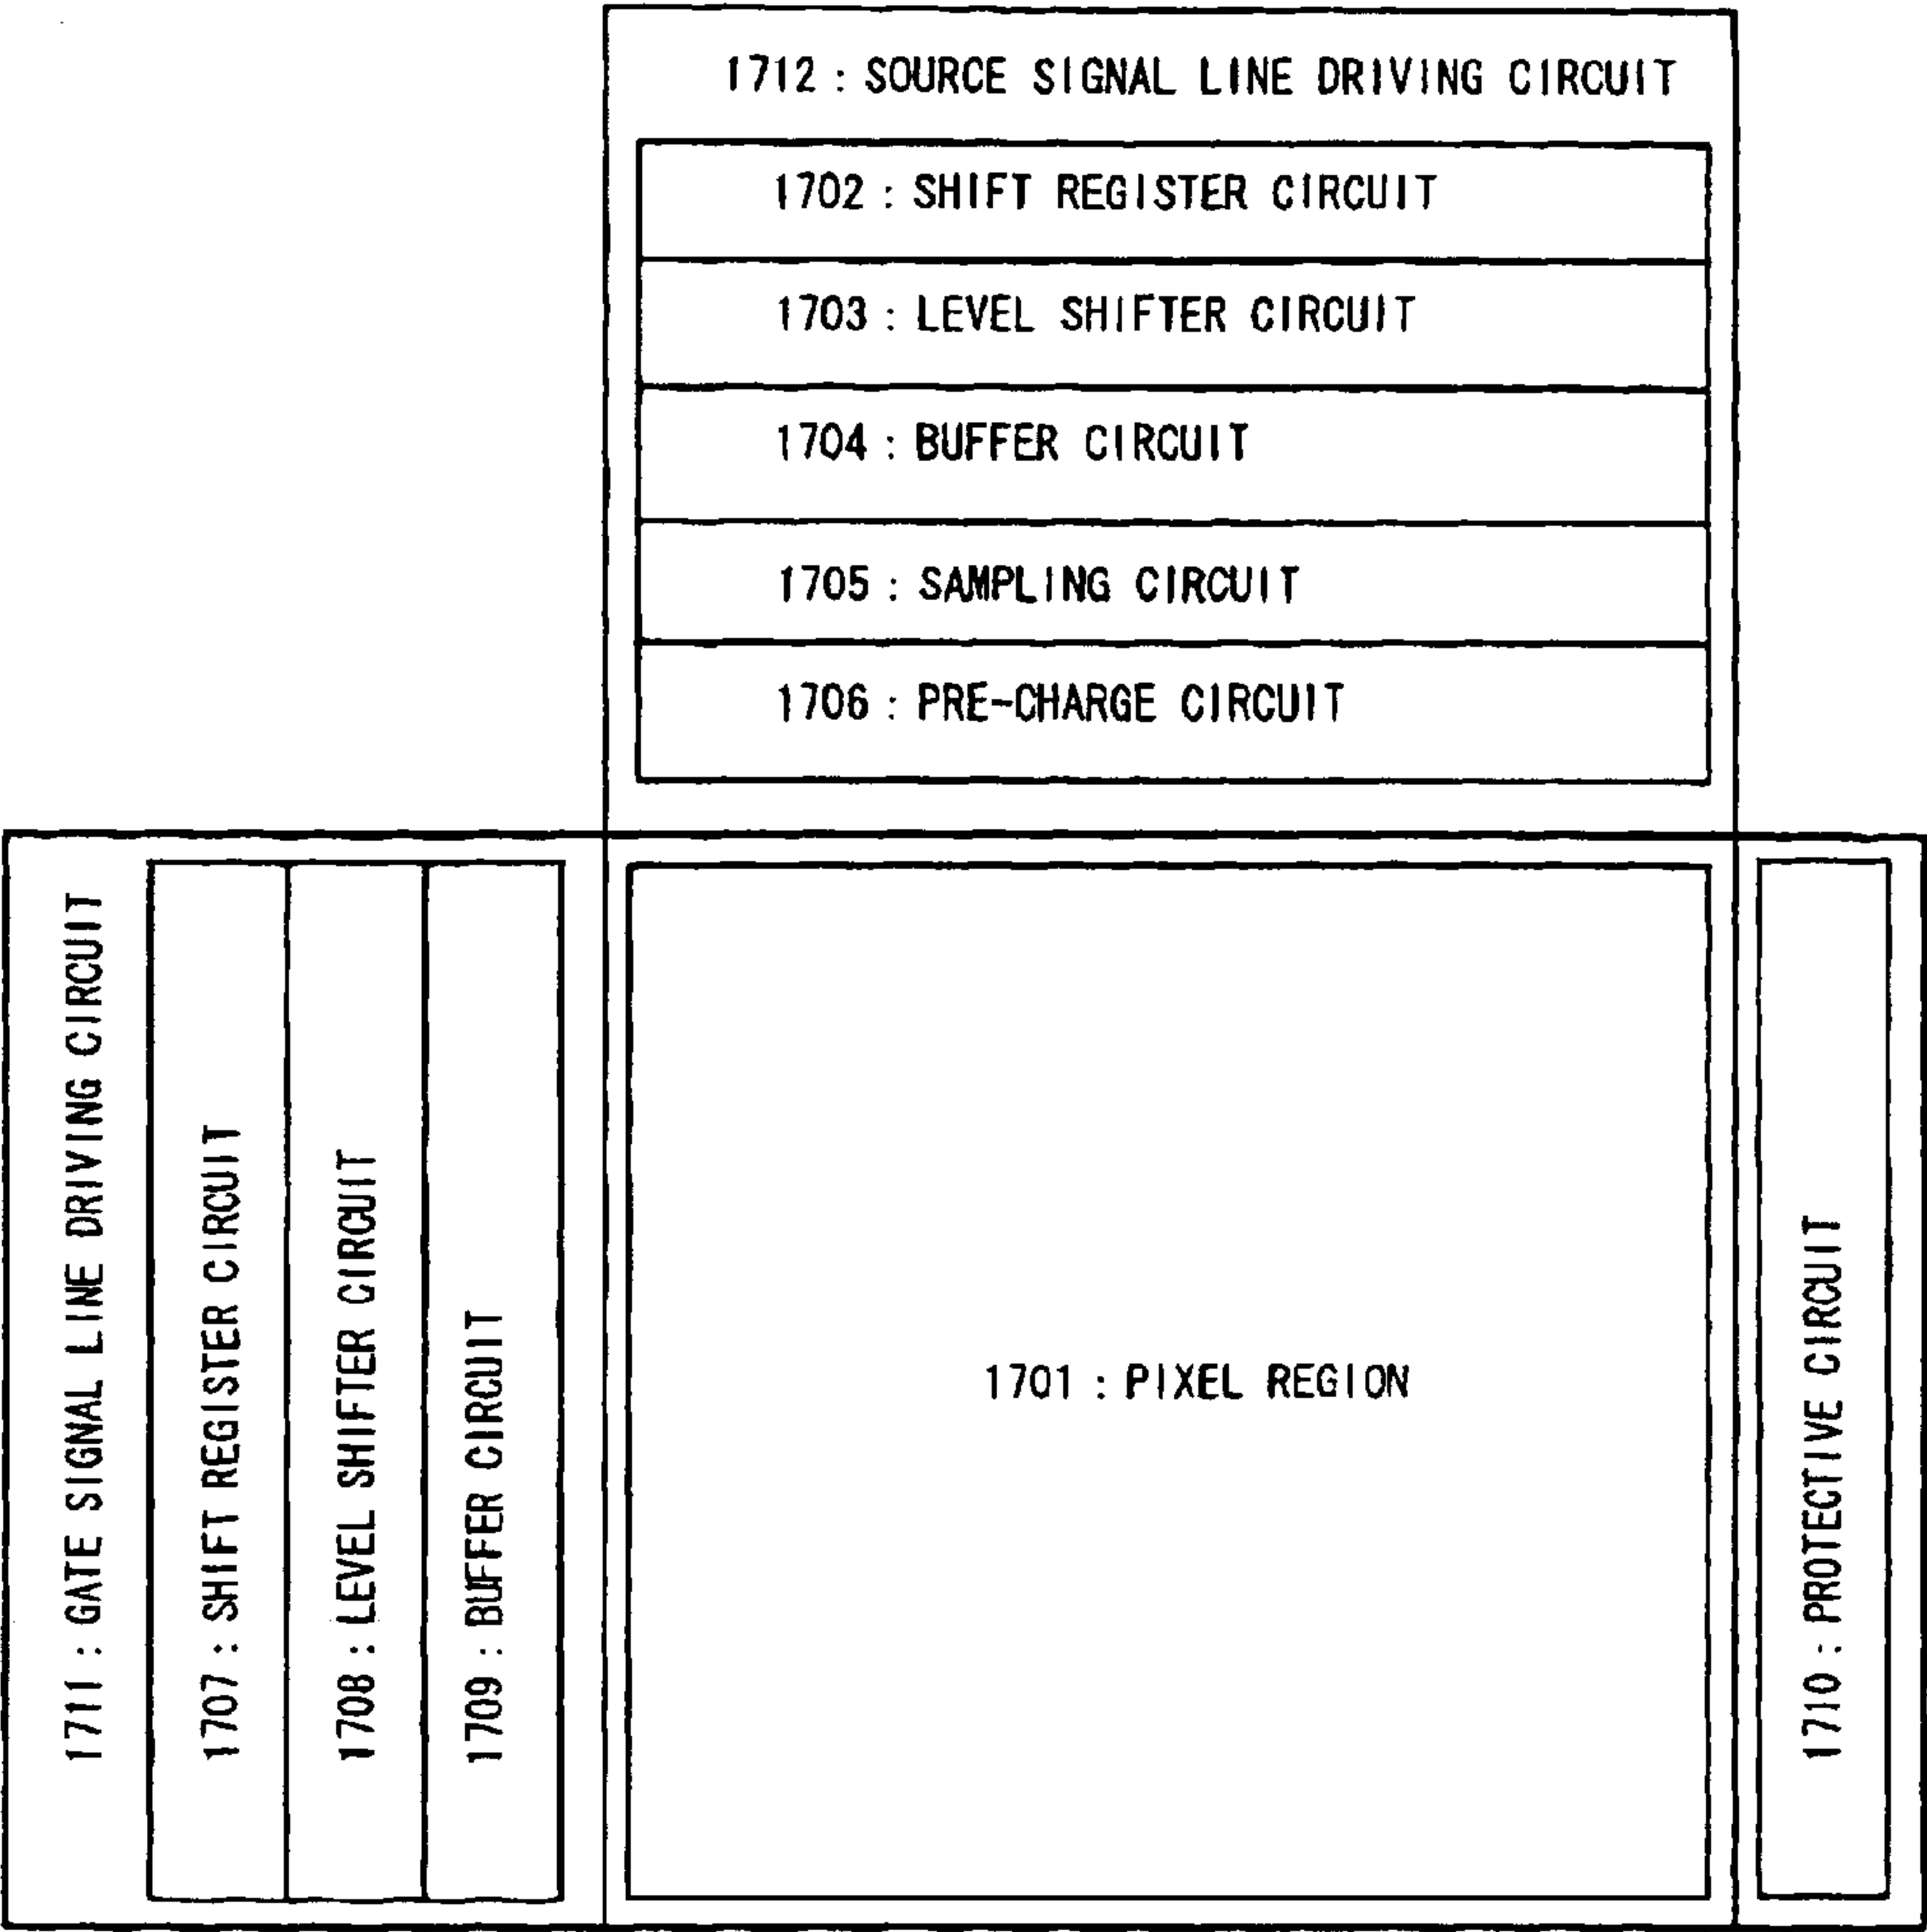 1712 : SOURCE SIGNAL LINE DRIVING CIRCUIT
1702 : SHIFT REGISTER CIRCUIT
1703 : LEVEL SHIFTER CIRCUIT
1704 : BUFFER CIRCUIT
1705 : SAMPLING CIRCUIT
1706 : PRE-CHARGE CIRCUIT
1711 : GATE SIGNAL LINE DRIVING CIRCUIT
1707 : SHIFT REGISTER CIRCUIT
1708 : LEVEL SHIFTER CIRCUIT
1709 : BUFFER CIRCUIT
1701 : PIXEL REGION
1710 : PROTECTIVE CIRCUIT